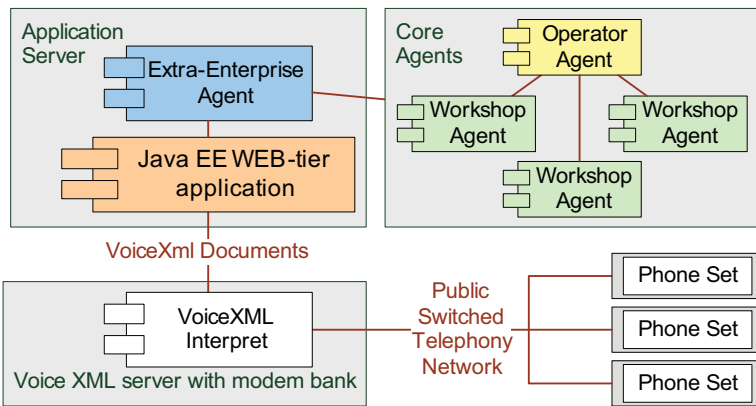 Application
Server
Extra-Enterprise
Agent
Java EE WEB-tier
application
Core
Agents
Operator
Agent
Workshop
Agent
Workshop
Agent
Workshop
Agent
VoiceXml Documents
VoiceXML
Interpret
Voice XML server with modem bank
Public
Switched
Telephony
Network
Phone Set
Phone Set
Phone Set